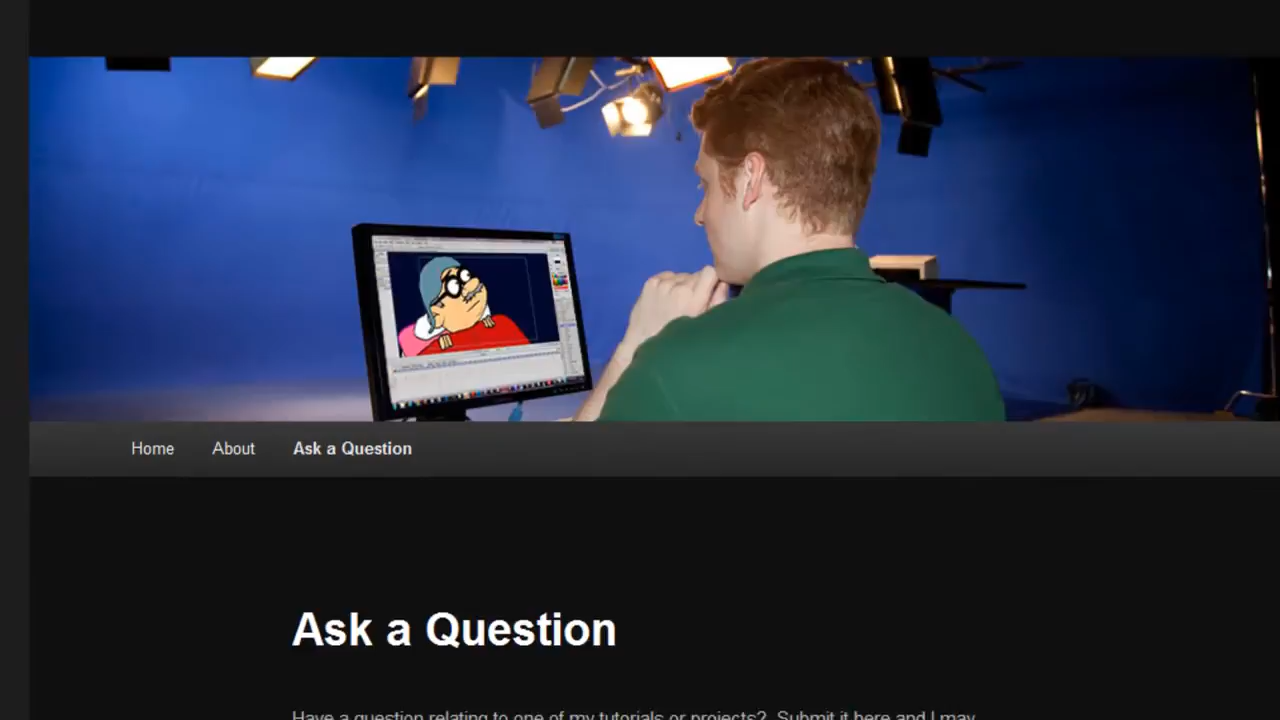 Home About Ask a Question
Ask a Question
Have a question relating to one of my tutorials or projects? Submit it here and I may